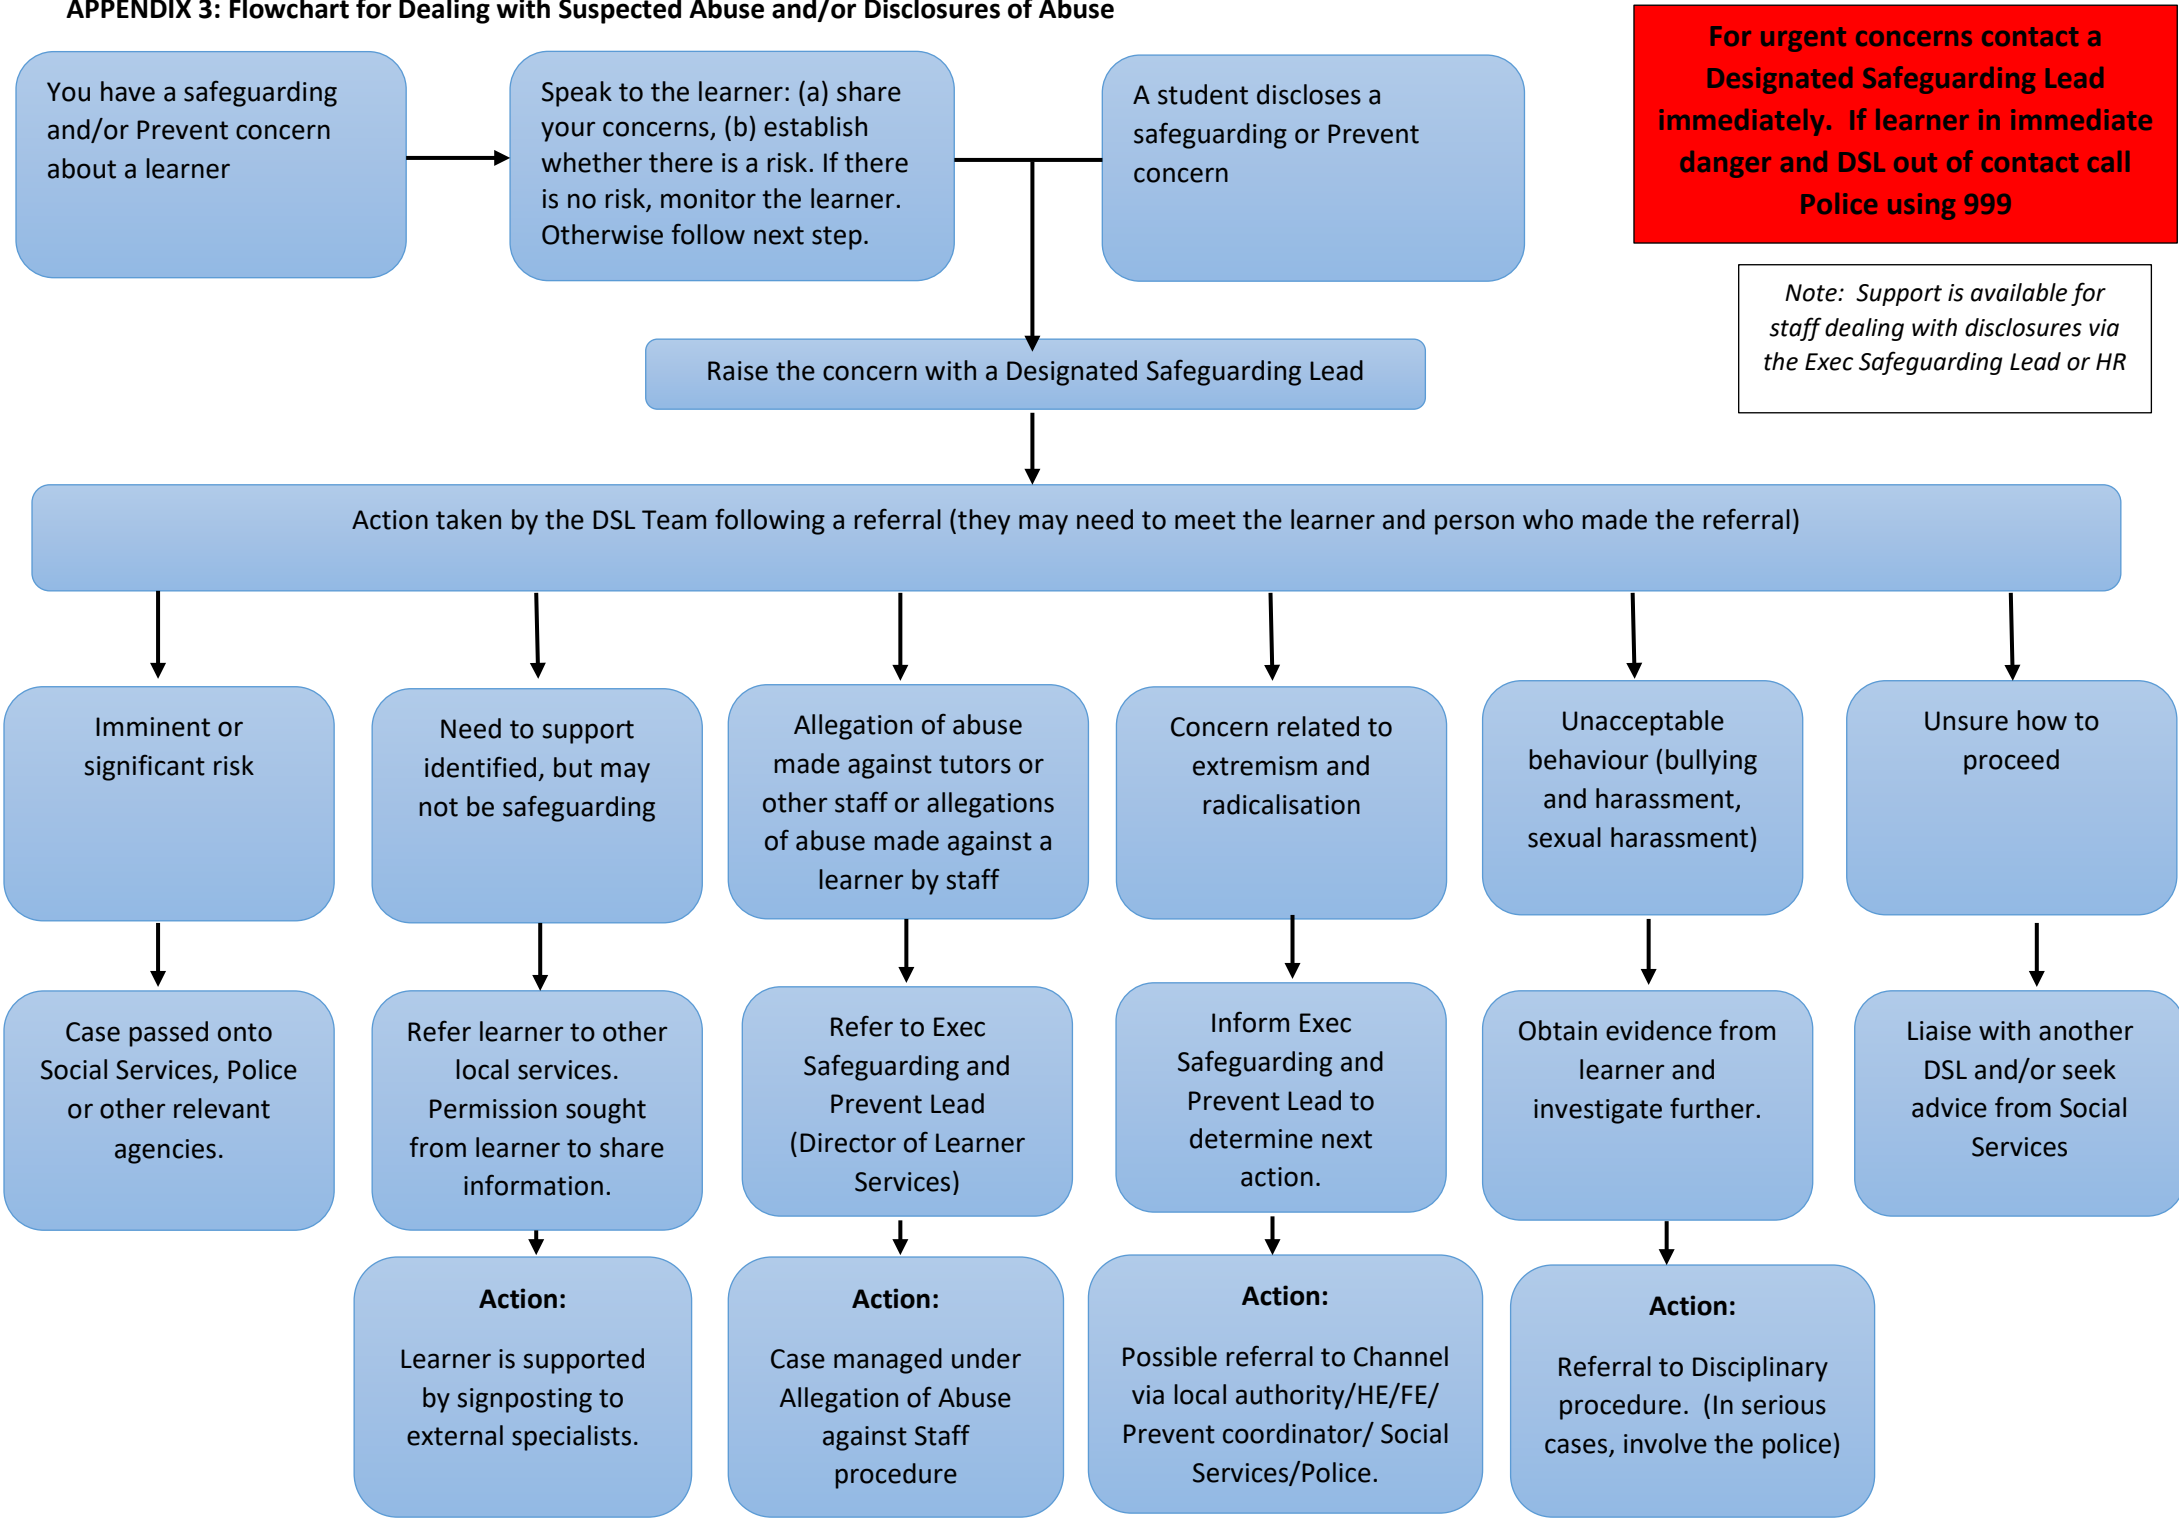 APPENDIX 3: Flowchart for Dealing with Suspected Abuse and/or Disclosures of Abuse
You have a safeguarding
and/or Prevent concern
about a learner
Speak to the learner: (a) share
your concerns, (b) establish
whether there is a risk. If there
is no risk, monitor the learner.
Otherwise follow next step.
A student discloses a
safeguarding or Prevent
concern
For urgent concerns contact a
Designated Safeguarding Lead
immediately.  If learner in immediate
danger and DSL out of contact call
Police using 999
Note:  Support is available for
staff dealing with disclosures via
the Exec Safeguarding Lead or HR
Raise the concern with a Designated Safeguarding Lead
Action taken by the DSL Team following a referral (they may need to meet the learner and person who made the referral)
Imminent or
significant risk
Need to support
identified, but may
not be safeguarding
Allegation of abuse
made against tutors or
other staff or allegations
of abuse made against a
learner by staff
Concern related to
extremism and
radicalisation
Unacceptable
behaviour (bullying
and harassment,
sexual harassment)
Unsure how to
proceed
Case passed onto
Social Services, Police
or other relevant
agencies.
Refer learner to other
local services.
Permission sought
from learner to share
information.
Refer to Exec
Safeguarding and
Prevent Lead
(Director of Learner
Services)
Inform Exec
Safeguarding and
Prevent Lead to
determine next
action.
Obtain evidence from
learner and
investigate further.
Liaise with another
DSL and/or seek
advice from Social
Services
Action:
Learner is supported
by signposting to
external specialists.
Action:
Case managed under
Allegation of Abuse
against Staff
procedure
Action:
Possible referral to Channel
via local authority/HE/FE/
Prevent coordinator/ Social
Services/Police.
Action:
Referral to Disciplinary
procedure.  (In serious
cases, involve the police)